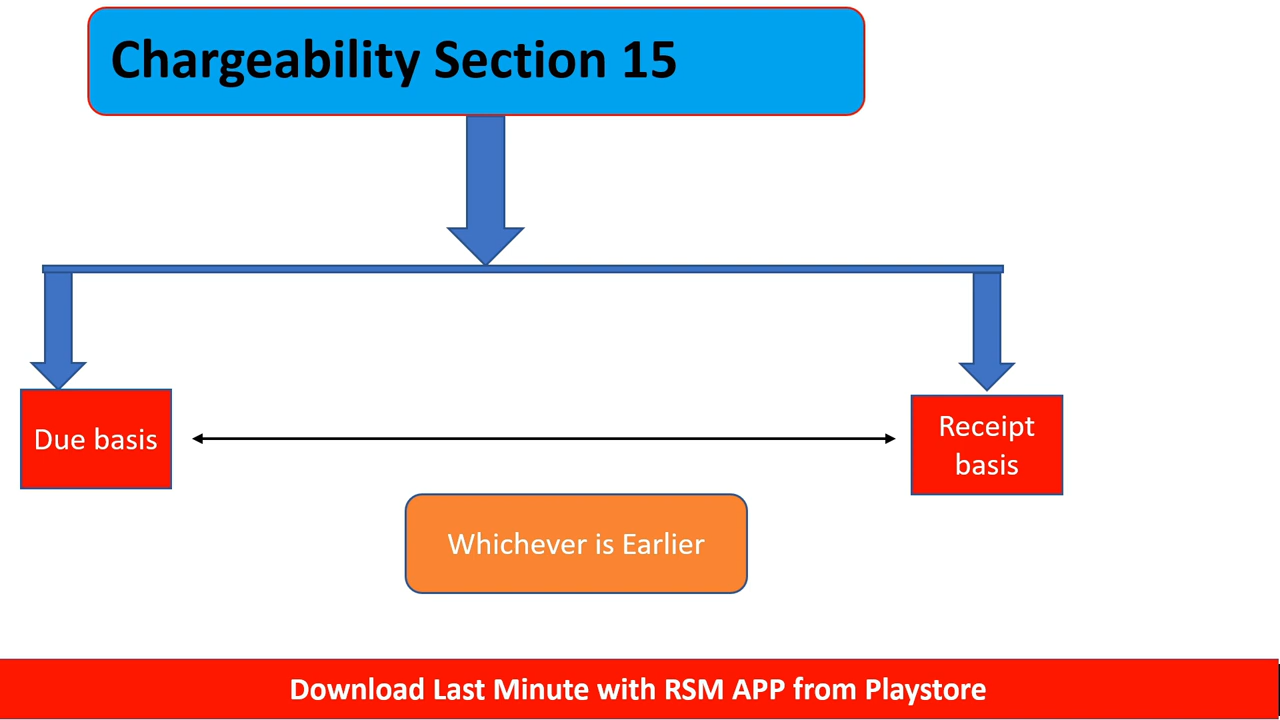 Chargeability Section 15
Due basis
Receipt
basis
Whichever is Earlier
Download Last Minute with RSM APP from Playstore